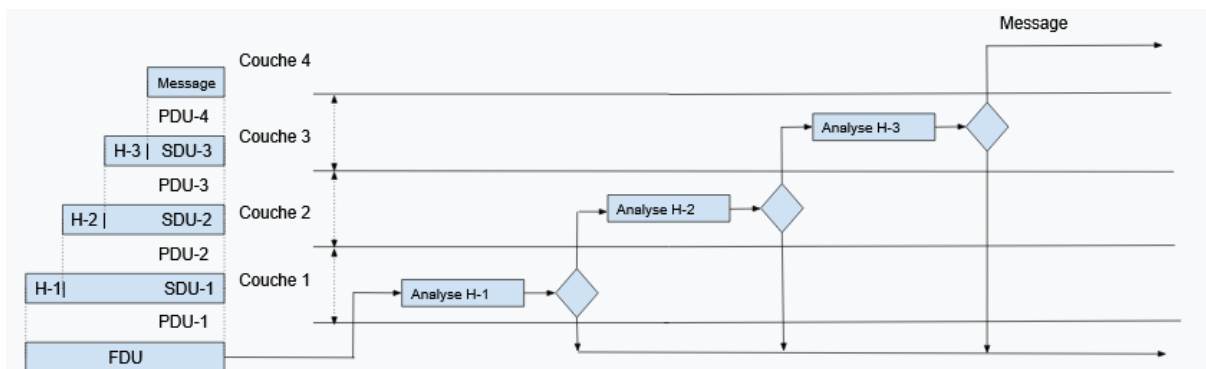 Message
Couche 4
Message
PDU-4
Couche 3
Analyse H-3
H-3 | SDU-3
PDU-3
Couche 2
Analyse H-2
H-2 | SDU-2
PDU-2
Couche 1
H-1| SDU-1
Analyse H-1
PDU-1
FDU